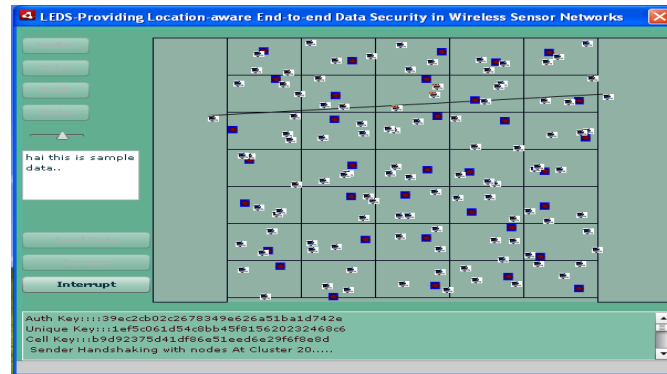 LEDS-Providing Location-aware End-to-end Data Security in Wireless Sensor Networks
hai this is sample
data..
Interrupt
Auth Key::::39ec2cb02c2678349e626a51ba1d742e
Unique Key:::1ef5c061d54c8bb45f815620232468c6
Cell Key:::b9d92375d41df86e51eed6e29f6f8e8d
Sender Handshaking with nodes At Cluster 20.....